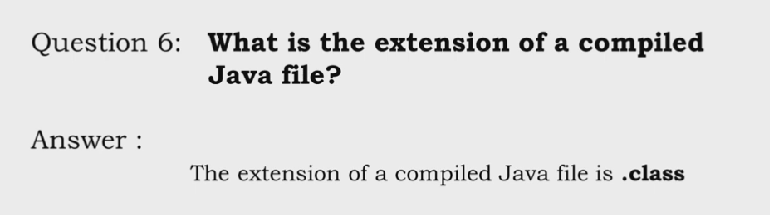 Question 6: What is the extension of a compiled
Java file?
Answer :
The extension of a compiled Java file is .class